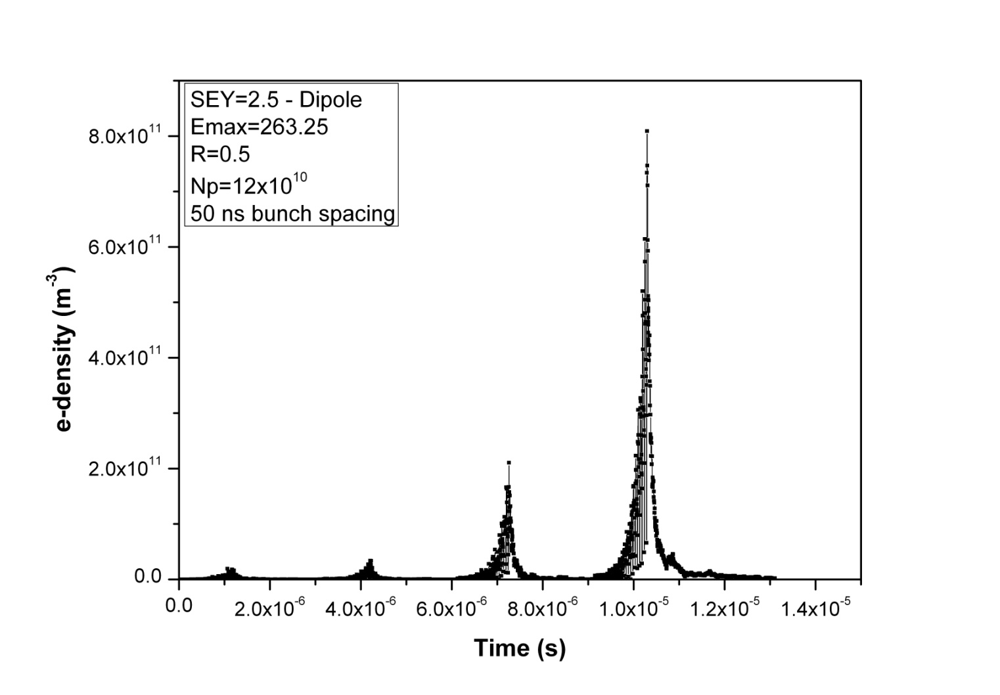 SEY=2.5 - Dipole
Emax=263.25
R=0.5
Np=12x10^10
50 ns bunch spacing
8.0x10^11
6.0x10^11
4.0x10^11
2.0x10^11
0.0
e-density (m^-3)
0.0 2.0x10^-6 4.0x10^-6 6.0x10^-6 8.0x10^-6 1.0x10^-5 1.2x10^-5 1.4x10^-5
Time (s)